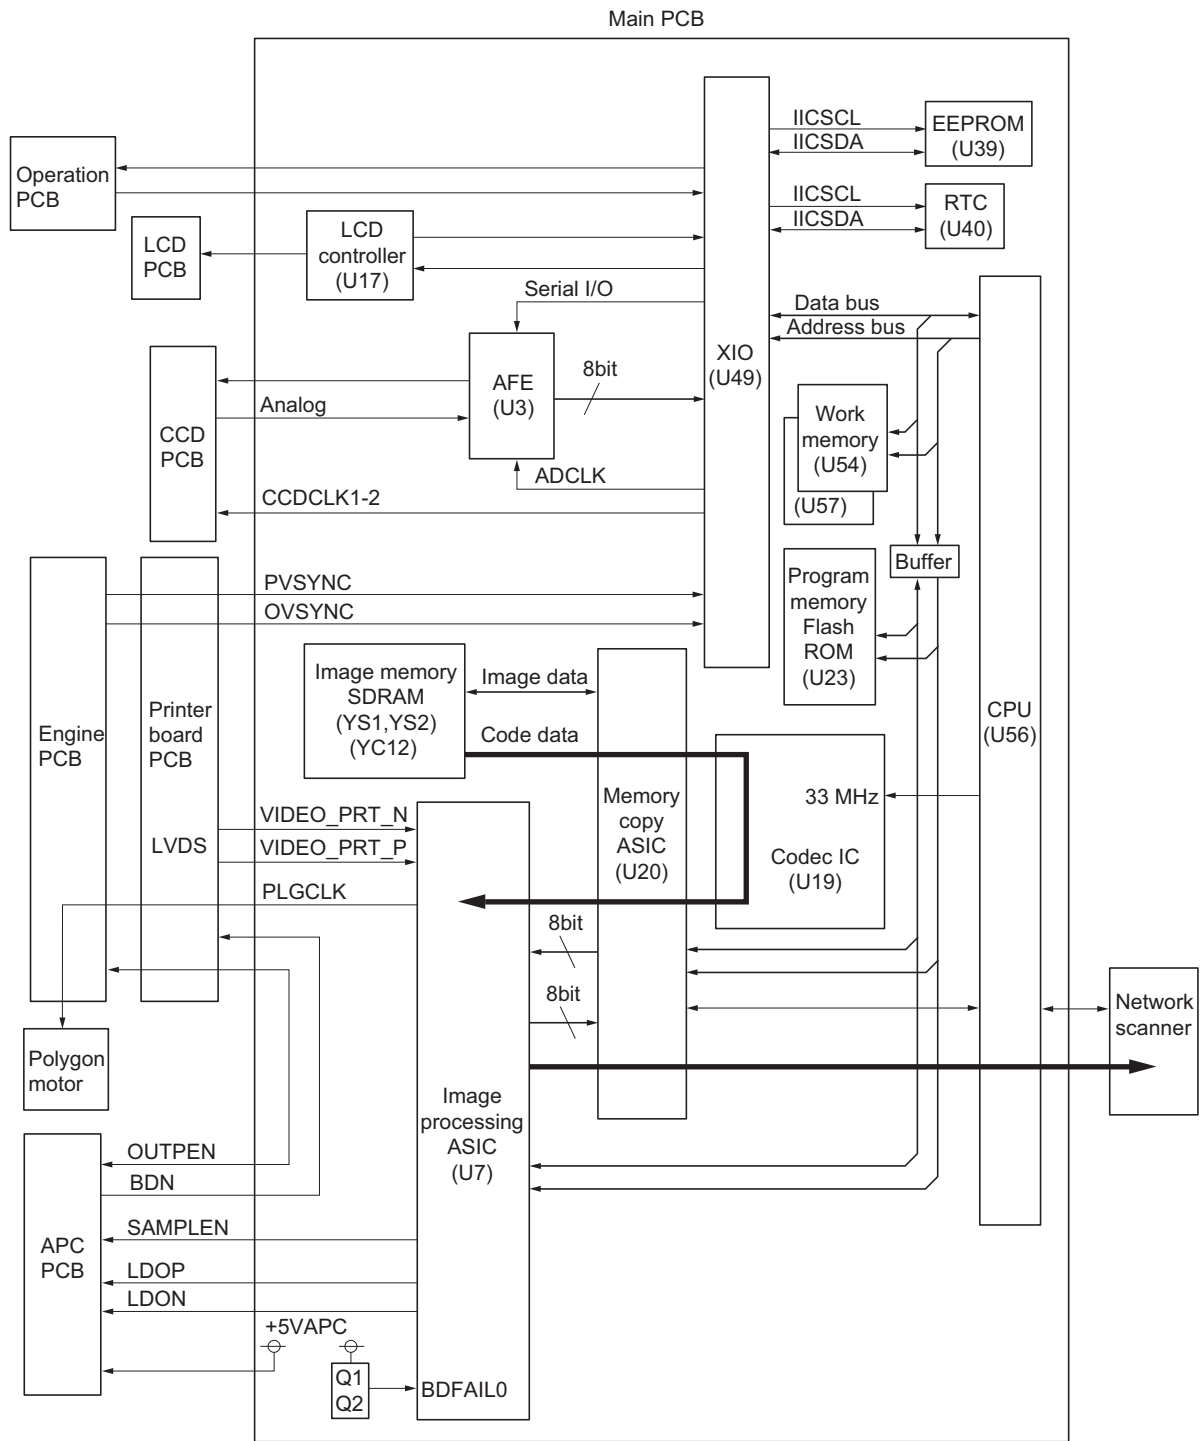 Main PCB
Operation
PCB
LCD
PCB
LCD
controller
(U17)
IICSCL
IICSDA
EEPROM
(U39)
IICSCL
IICSDA
RTC
(U40)
Serial I/O
Data bus
Address bus
XIO
(U49)
AFE
(U3)
8bit
Analog
CCD
PCB
ADCLK
CCDCLK1-2
Work
memory
(U54)
(U57)
Buffer
PVSYNC
OVSYNC
Program
memory
Flash
ROM
(U23)
Image memory
SDRAM
(YS1,YS2)
(YC12)
Image data
Code data
CPU
(U56)
Engine
PCB
Printer
board
PCB
LVDS
VIDEO_PRT_N
VIDEO_PRT_P
PLGCLK
Memory
copy
ASIC
(U20)
33 MHz
Codec IC
(U19)
8bit
8bit
Network
scanner
Polygon
motor
Image
processing
ASIC
(U7)
OUTPEN
BDN
SAMPLEN
APC
PCB
LDOP
LDON
+5VAPC
Q1
Q2
BDFAIL0